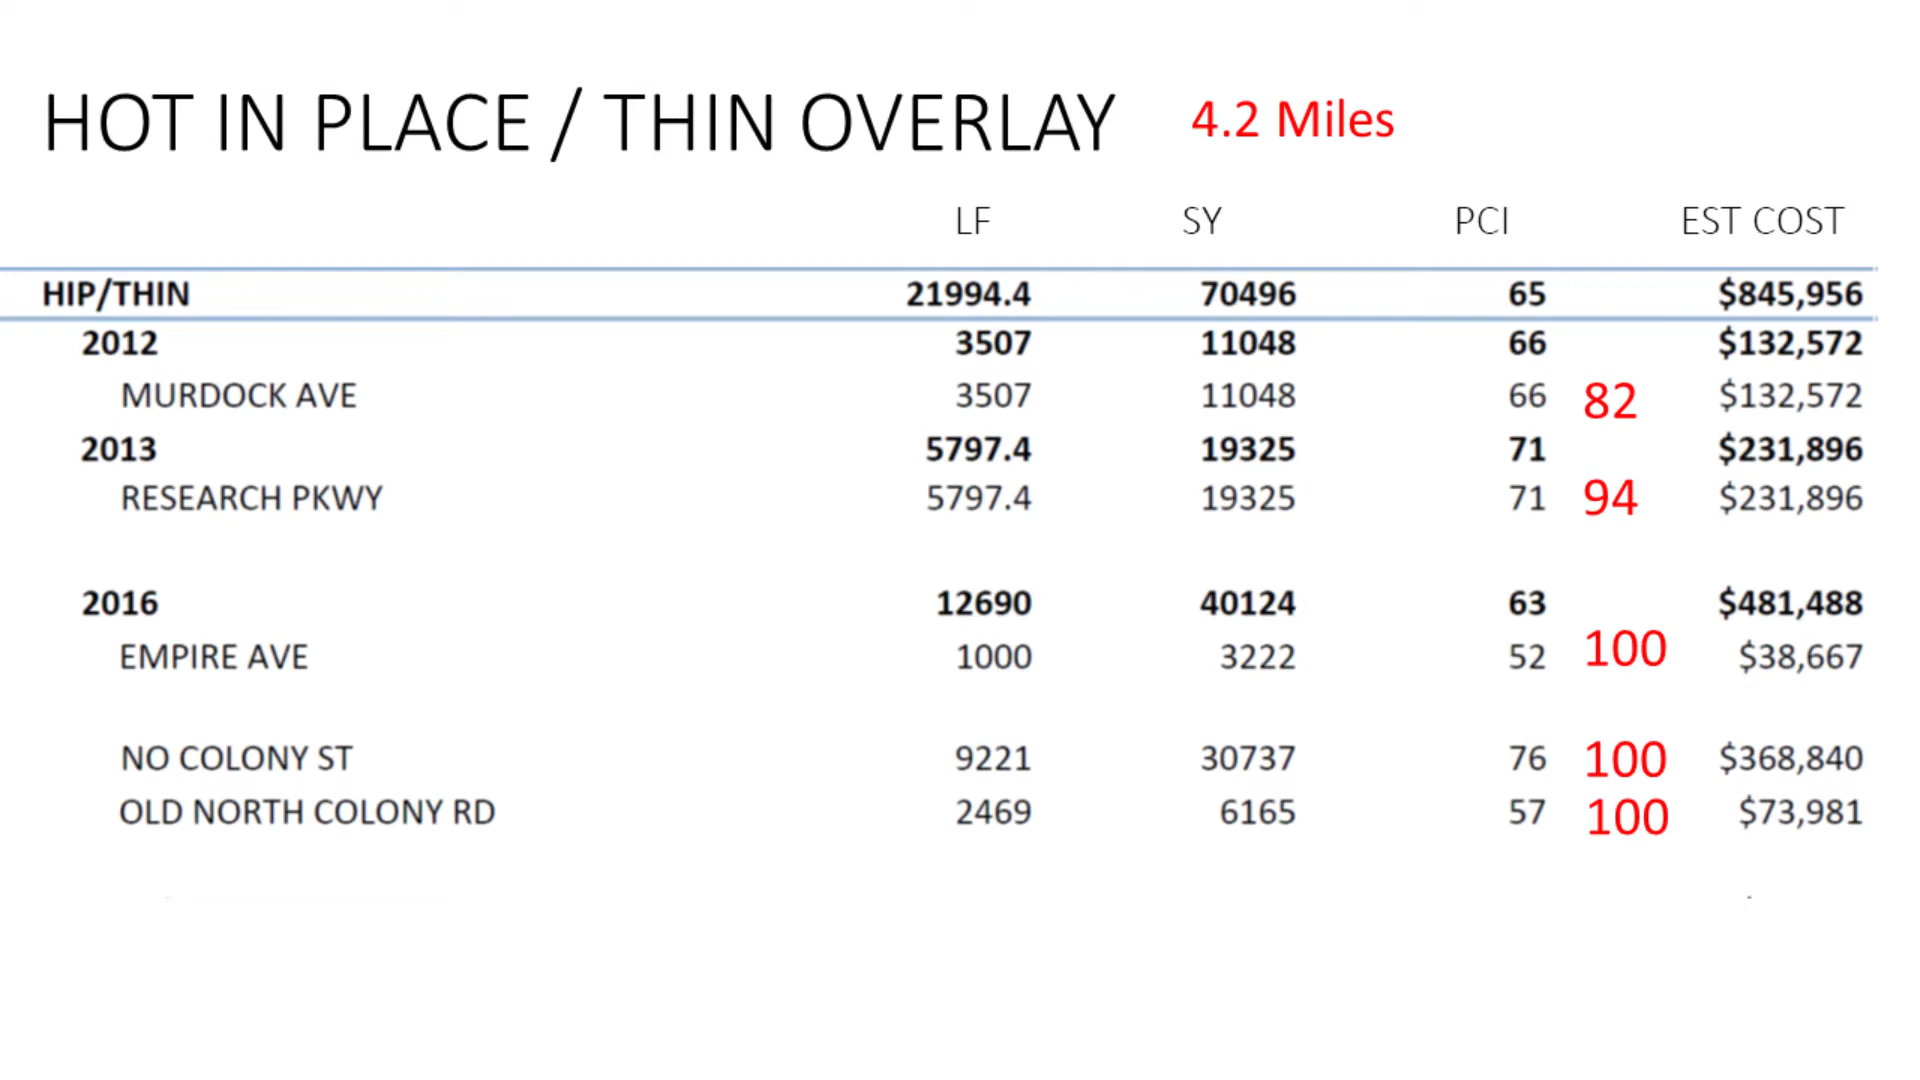 HOT IN PLACE / THIN OVERLAY 4.2 Miles
LF SY PCI EST COST
HIP/THIN 21994.4 70496 65 $845,956
2012 3507 11048 66 $132,572
MURDOCK AVE 3507 11048 66 82 $132,572
2013 5797.4 19325 71 $231,896
RESEARCH PKWY 5797.4 19325 71 94 $231,896
2016 12690 40124 63 $481,488
EMPIRE AVE 1000 3222 52 100 $38,667
NO COLONY ST 9221 30737 76 100 $368,840
OLD NORTH COLONY RD 2469 6165 57 100 $73,981